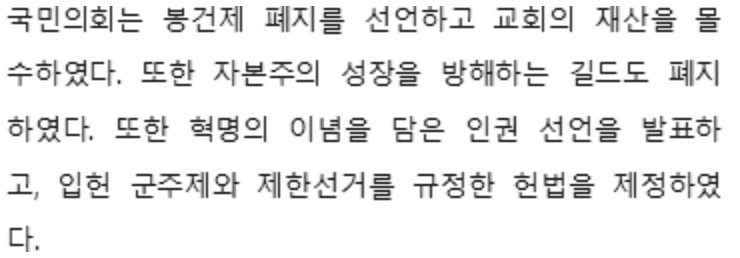 국민의회는 봉건제 폐지를 선언하고 교회의 재산을 몰
수하였다. 또한 자본주의 성장을 방해하는 길드도 폐지
하였다. 또한 혁명의 이념을 담은 인권 선언을 발표하
고, 입헌 군주제와 제한선거를 규정한 헌법을 제정하였
다.